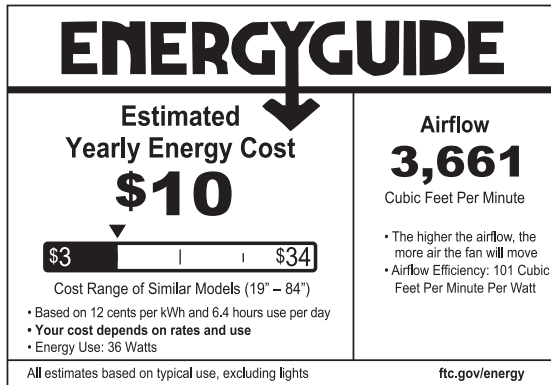 ENERGYGUIDE
Estimated
Yearly Energy Cost
$10
$3
$34
Cost Range of Similar Models (19” – 84”)
• Based on 12 cents per kWh and 6.4 hours use per day
• Your cost depends on rates and use
• Energy Use: 36 Watts
Airflow
3,661
Cubic Feet Per Minute
• The higher the airflow, the
more air the fan will move
• Airflow Efficiency: 101 Cubic
Feet Per Minute Per Watt
All estimates based on typical use, excluding lights
ftc.gov/energy